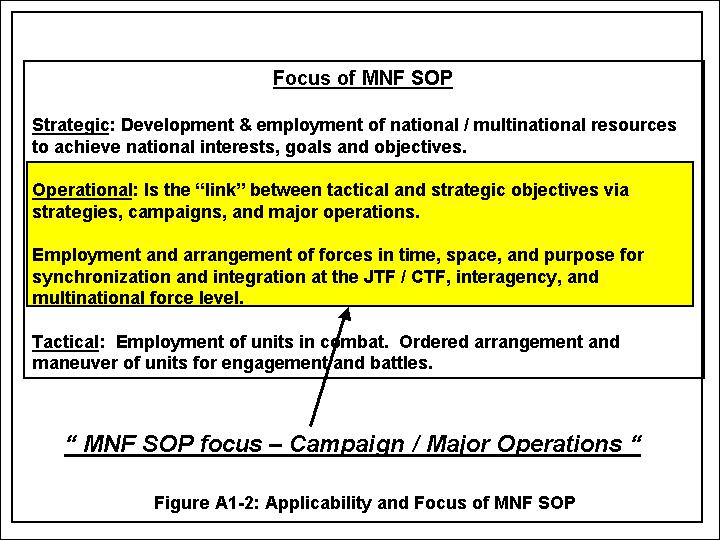 Focus of MNF SOP
Strategic: Development & employment of national / multinational resources
to achieve national interests, goals and objectives.
Operational: Is the “link” between tactical and strategic objectives via
strategies, campaigns, and major operations.
Employment and arrangement of forces in time, space, and purpose for
synchronization and integration at the JTF / CTF, interagency, and
multinational force level.
Tactical:  Employment of units in combat.  Ordered arrangement and
maneuver of units for engagement and battles.
“ MNF SOP focus – Campaign / Major Operations “
Figure A1-2: Applicability and Focus of MNF SOP